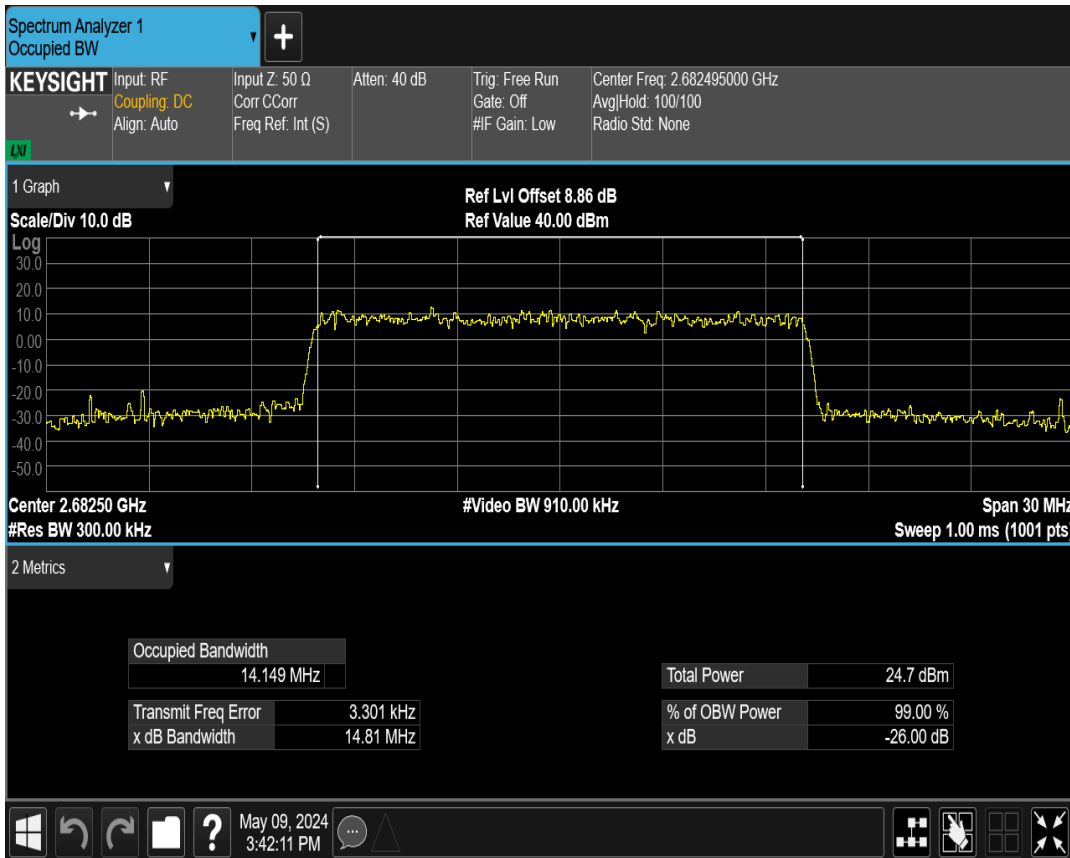 Spectrum Analyzer 1
Occupied BW
+
KEYSIGHT
LXI
Input: RF
Coupling: DC
Align: Auto
Input Z: 50 Ω
Corr CCorr
Freq Ref: Int (S)
Atten: 40 dB
Trig: Free Run
Gate: Off
#IF Gain: Low
Center Freq: 2.682495000 GHz
Avg|Hold: 100/100
Radio Std: None
1 Graph
Scale/Div 10.0 dB
Ref Lvl Offset 8.86 dB
Ref Value 40.00 dBm
Log
30.0
20.0
10.0
0.00
-10.0
-20.0
-30.0
-40.0
-50.0
Center 2.68250 GHz
#Video BW 910.00 kHz
Span 30 MHz
#Res BW 300.00 kHz
Sweep 1.00 ms (1001 pts)
2 Metrics
Occupied Bandwidth
14.149 MHz
Total Power 24.7 dBm
Transmit Freq Error 3.301 kHz
% of OBW Power 99.00 %
x dB Bandwidth 14.81 MHz
x dB -26.00 dB
?
May 09, 2024
3:42:11 PM